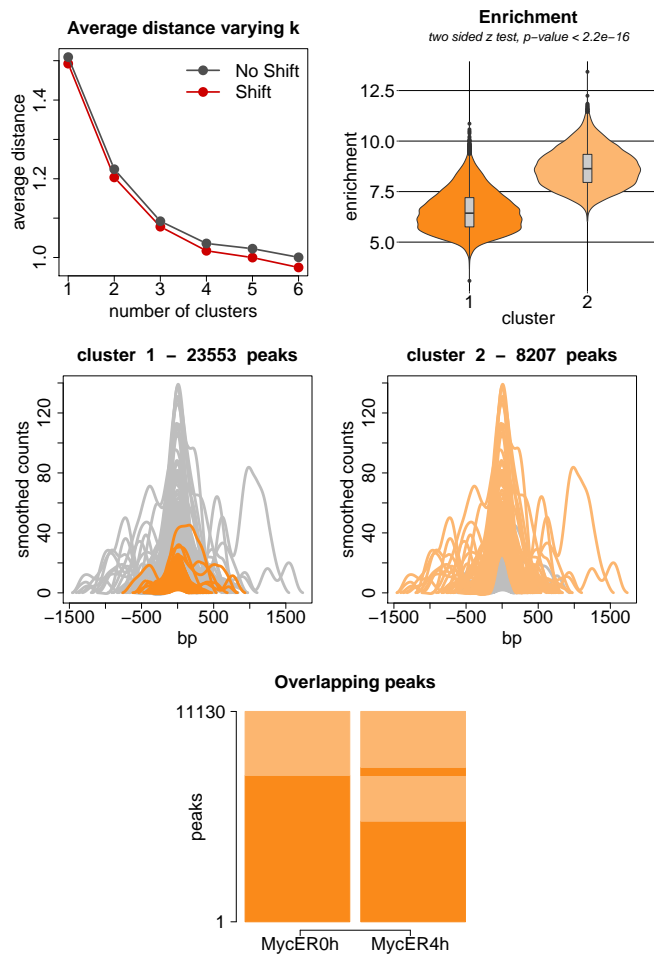 Average distance varying k
average distance
1.4
1.2
1.0
No Shift
Shift
1 2 3 4 5 6
number of clusters
Enrichment
two sided z test, p-value < 2.2e-16
enrichment
12.5
10.0
7.5
5.0
1 2
cluster
cluster 1 − 23553 peaks
smoothed counts
120
80
40
0
−1500 −500 500 1500
bp
cluster 2 − 8207 peaks
smoothed counts
120
80
40
0
−1500 −500 500 1500
bp
Overlapping peaks
11130
peaks
1
MycER0h MycER4h